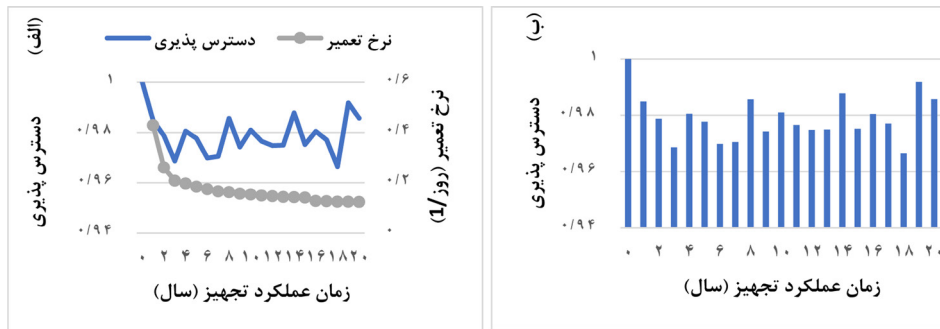 (الف)
دسترس پذیری
نرخ تعمیر
۱
۰/۹۸
۰/۹۶
۰/۹۴
دسترس پذیری
۰/۶
۰/۴
۰/۲
۰
نرخ تعمیر (روز/1)
۰ ۲ ۴ ۶ ۸ ۱۰ ۱۲ ۱۴ ۱۶ ۱۸ ۲۰
زمان عملکرد تجهیز (سال)
(ب)
۱
۰/۹۸
۰/۹۶
۰/۹۴
دسترس پذیری
۰ ۲ ۴ ۶ ۸ ۱۰ ۱۲ ۱۴ ۱۶ ۱۸ ۲۰
زمان عملکرد تجهیز (سال)